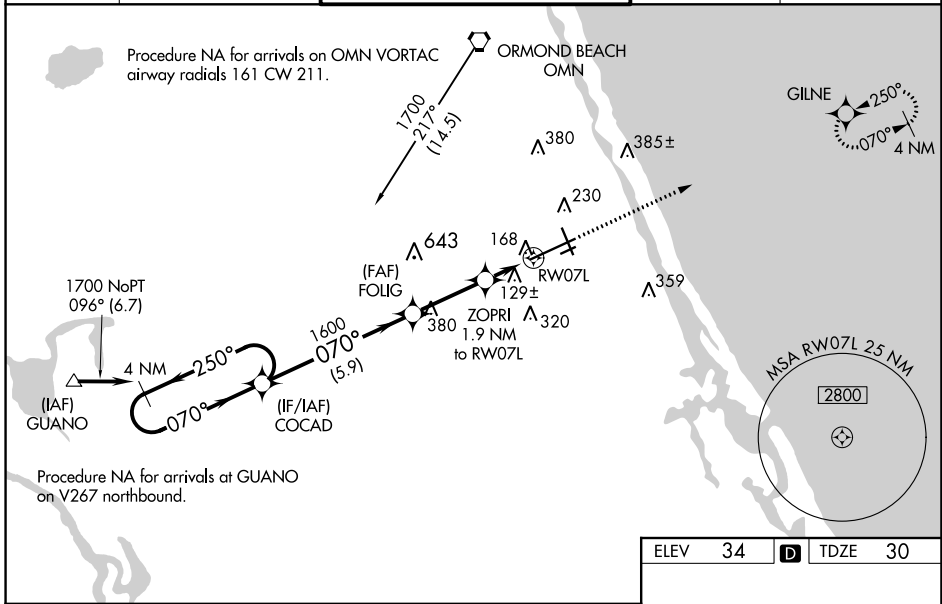 Procedure NA for arrivals on OMN VORTAC
airway radials 161 CW 211.
ORMOND BEACH
OMN
1700
217°
(14.5)
GILNE
250°
070°
4 NM
380
385±
230
643
168
RW07L
(FAF)
FOLIG
129±
359
380
ZOPRI
1.9 NM
to RW07L
320
1700 NoPT
096° (6.7)
1600
070°
(5.9)
4 NM
250°
070°
(IAF)
GUANO
(IF/IAF)
COCAD
MSA RW07L 25 NM
2800
Procedure NA for arrivals at GUANO
on V267 northbound.
ELEV 34 D TDZE 30